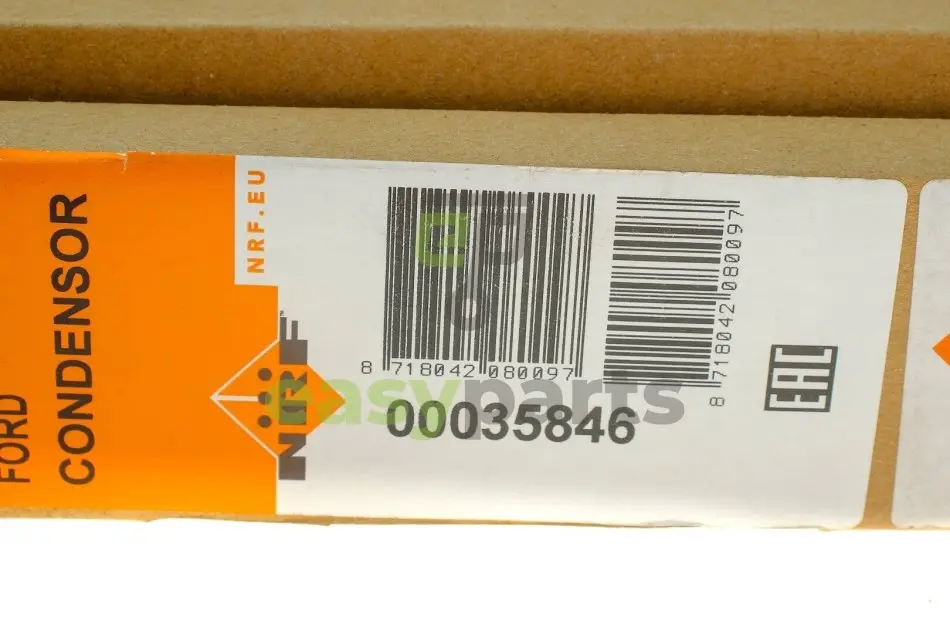 FORD
CONDENSOR
NRF.EU
NRF
8 718042 080097
8 718042 080097
00035846
EAC
easyparts